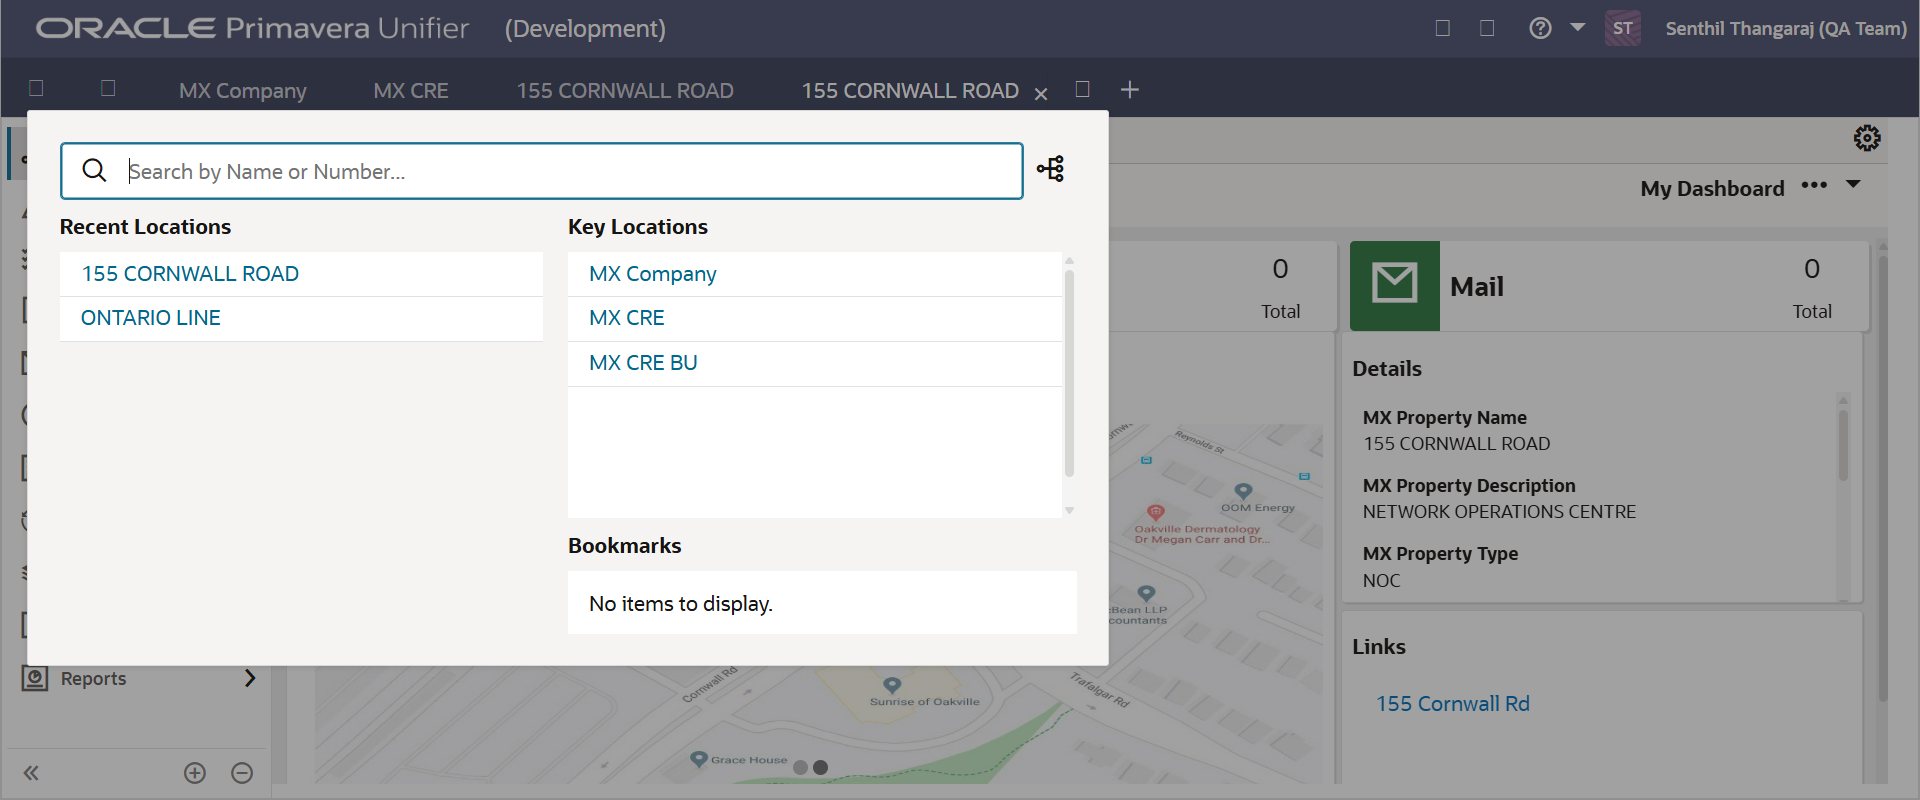 ORACLE Primavera Unifier (Development)
ST Senthil Thangaraj (QA Team)
MX Company MX CRE 155 CORNWALL ROAD 155 CORNWALL ROAD
Search by Name or Number...
Recent Locations
155 CORNWALL ROAD
ONTARIO LINE
Key Locations
MX Company
MX CRE
MX CRE BU
Bookmarks
No items to display.
My Dashboard
0
Total
Mail
0
Total
Details
MX Property Name
155 CORNWALL ROAD
MX Property Description
NETWORK OPERATIONS CENTRE
MX Property Type
NOC
Links
155 Cornwall Rd
Reports
Reynolds St
OOM Energy
Oakville Dermatology
Dr Megan Carr and Dr...
Bean LLP
countants
Cornwall Rd
Trafalgar Rd
Sunrise of Oakville
Grace House